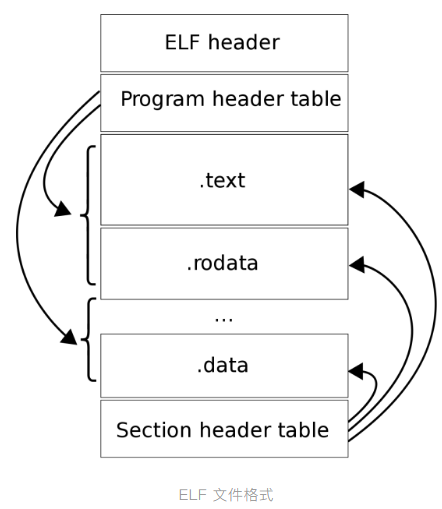 ELF header
Program header table
.text
.rodata
...
.data
Section header table
ELF 文件格式